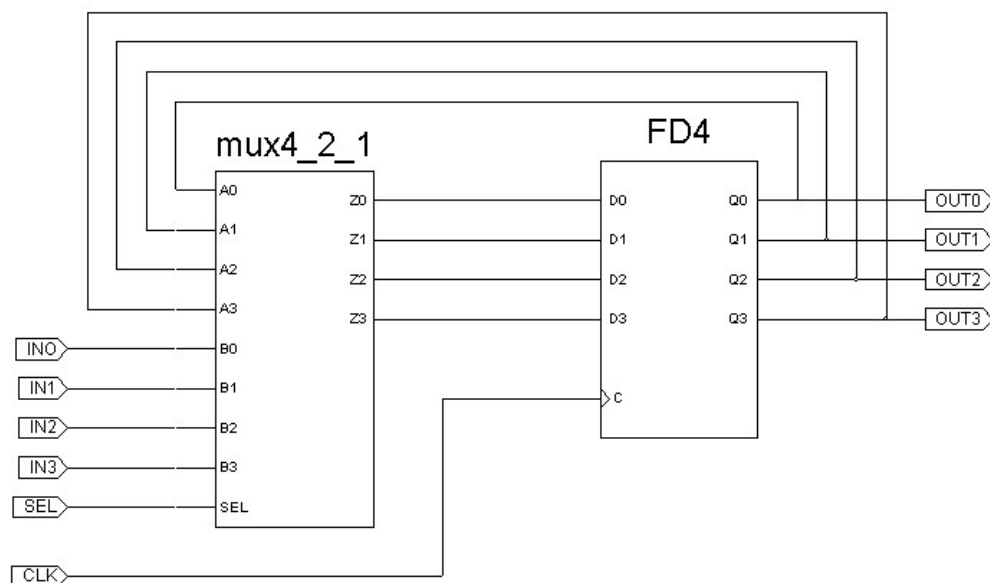 mux4_2_1
FD4
A0
Z0
D0
Q0
OUT0
A1
Z1
D1
Q1
OUT1
A2
Z2
D2
Q2
OUT2
A3
Z3
D3
Q3
OUT3
IN0
B0
IN1
B1
C
IN2
B2
IN3
B3
SEL
SEL
CLK